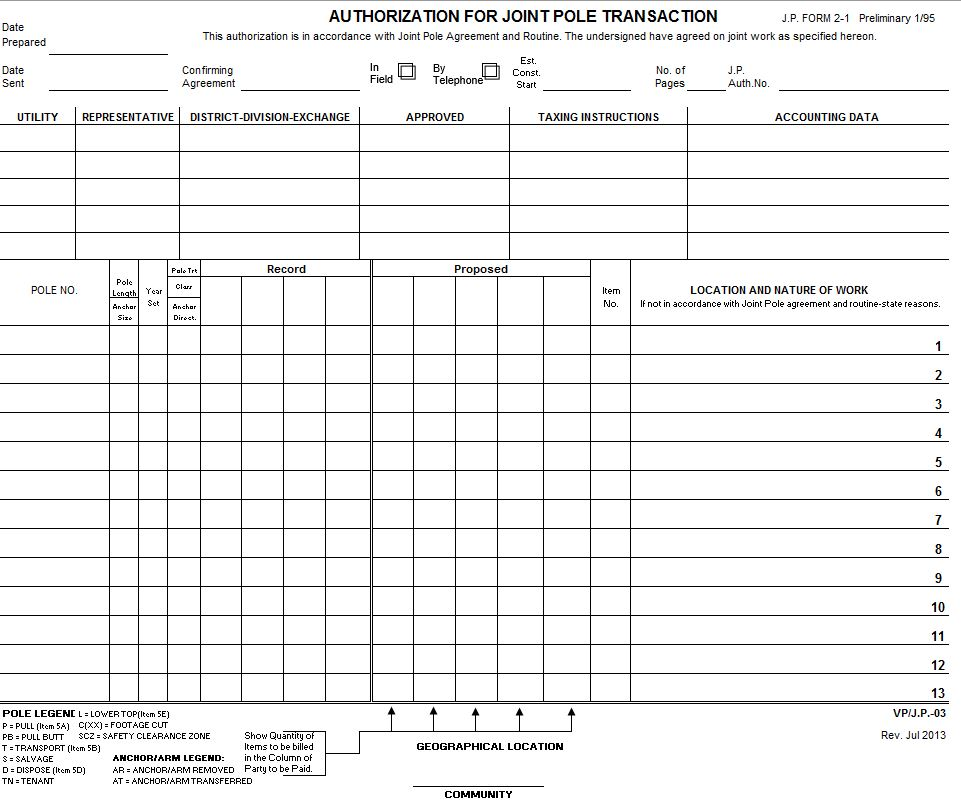 AUTHORIZATION FOR JOINT POLE TRANSACTION
J.P. FORM 2-1 Preliminary 1/95
Date
Prepared
This authorization is in accordance with Joint Pole Agreement and Routine. The undersigned have agreed on joint work as specified hereon.
Date
Sent
Confirming
Agreement
In
Field
By
Telephone
Est.
Const.
Start
No. of
Pages
J.P.
Auth.No.
UTILITY REPRESENTATIVE DISTRICT-DIVISION-EXCHANGE APPROVED TAXING INSTRUCTIONS ACCOUNTING DATA
POLE NO.
Pole
Length
Anchor
Size
Year
Set
Pole Trt
Class
Anchor
Direct.
Record
Proposed
Item
No.
LOCATION AND NATURE OF WORK
If not in accordance with Joint Pole agreement and routine-state reasons.
1
2
3
4
5
6
7
8
9
10
11
12
13
POLE LEGEND L = LOWER TOP(Item 5E)
P = PULL (Item 5A) C(XX) = FOOTAGE CUT
PB = PULL BUTT SCZ = SAFETY CLEARANCE ZONE
T = TRANSPORT (Item 5B)
S = SALVAGE ANCHOR/ARM LEGEND:
D = DISPOSE (Item 5D) AR = ANCHOR/ARM REMOVED
TN = TENANT AT = ANCHOR/ARM TRANSFERRED
Show Quantity of
Items to be billed
in the Column of
Party to be Paid.
GEOGRAPHICAL LOCATION
COMMUNITY
VP/J.P.-03
Rev. Jul 2013